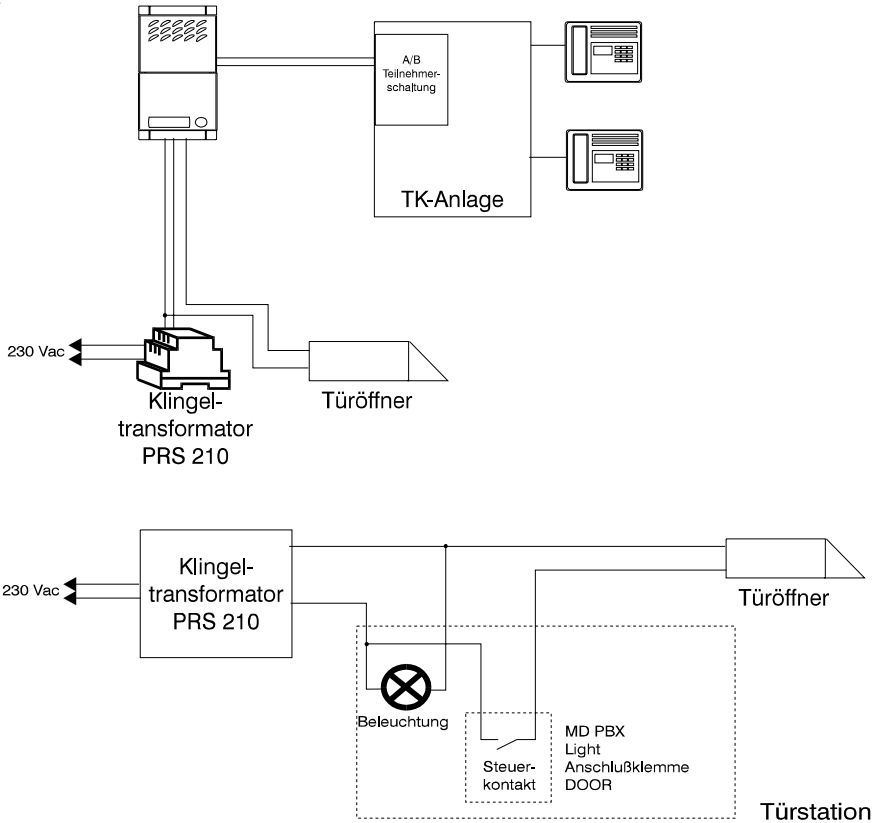 A/B
Teilnehmer-
schaltung
TK-Anlage
230 Vac
Klingel-
transformator
PRS 210
Türöffner
Klingel-
transformator
PRS 210
230 Vac
Türöffner
Beleuchtung
Steuer-
kontakt
MD PBX
Light
Anschlußklemme
DOOR
Türstation